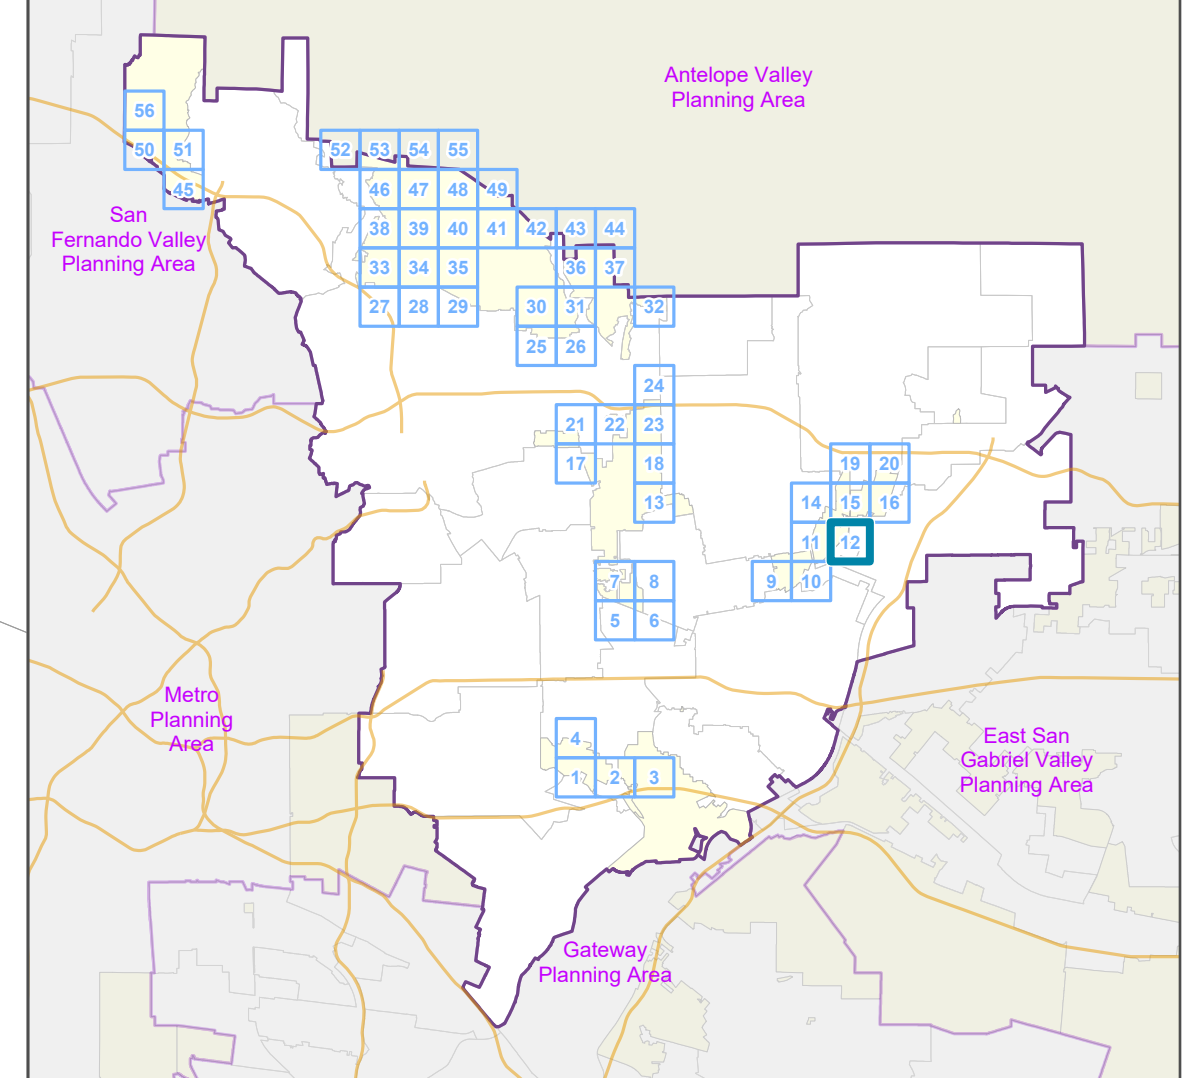 Antelope Valley
Planning Area
56
50 51
52 53 54 55
45
46 47 48 49
San
Fernando Valley
Planning Area
38 39 40 41 42 43 44
33 34 35
36 37
27 28 29
30 31
32
25 26
24
21 22 23
17
18
19 20
13
14 15 16
11 12
7 8
9 10
5 6
Metro
Planning
Area
4
East San
Gabriel Valley
Planning Area
1 2 3
Gateway
Planning Area